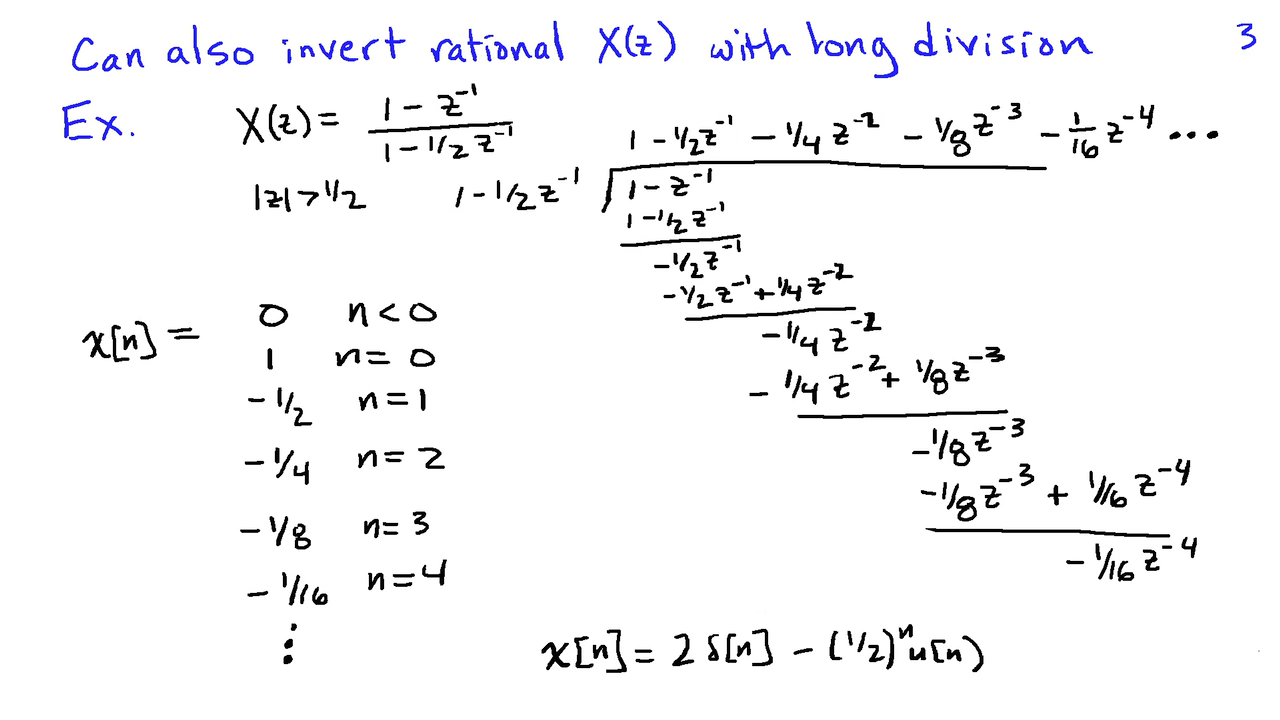 Can also invert rational X(z) with long division 3
Ex. X(z) = (1 - z⁻¹) / (1 - 1/2 z⁻¹)
|z| > 1/2
1 - 1/2 z⁻¹ - 1/4 z⁻² - 1/8 z⁻³ - 1/16 z⁻⁴ ...
1 - 1/2 z⁻¹ ) 1 - z⁻¹
1 - 1/2 z⁻¹
-1/2 z⁻¹
-1/2 z⁻¹ + 1/4 z⁻²
-1/4 z⁻²
- 1/4 z⁻² + 1/8 z⁻³
-1/8 z⁻³
-1/8 z⁻³ + 1/16 z⁻⁴
-1/16 z⁻⁴
x[n] =
0 n < 0
1 n = 0
-1/2 n = 1
-1/4 n = 2
-1/8 n = 3
-1/16 n = 4
⋮
x[n] = 2 δ[n] - (1/2)ⁿ u[n)